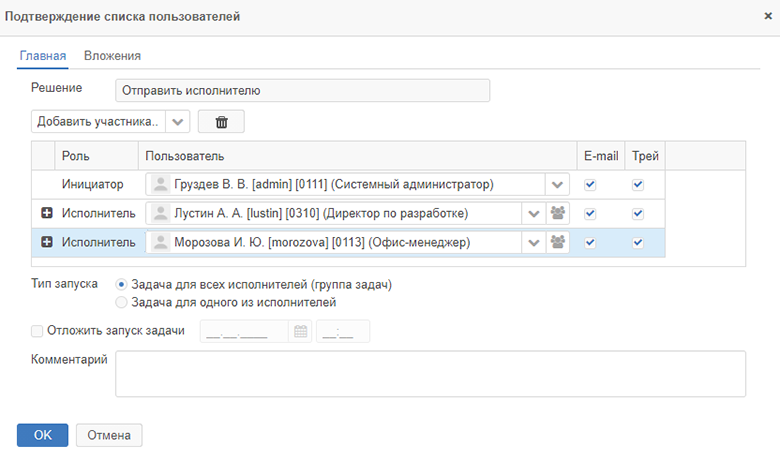 Подтверждение списка пользователей
Главная Вложения
Решение Отправить исполнителю
Добавить участника..
Роль Пользователь E-mail Трей
Инициатор Груздев В. В. [admin] [0111] (Системный администратор)
Исполнитель Лустин А. А. [lustin] [0310] (Директор по разработке)
Исполнитель Морозова И. Ю. [morozova] [0113] (Офис-менеджер)
Тип запуска Задача для всех исполнителей (группа задач)
Задача для одного из исполнителей
Отложить запуск задачи __.__.____ __:__
Комментарий
OK Отмена